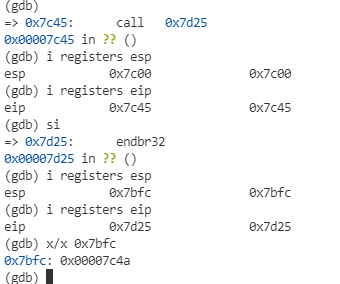 (gdb)
=> 0x7c45: call 0x7d25
0x00007c45 in ?? ()
(gdb) i registers esp
esp 0x7c00 0x7c00
(gdb) i registers eip
eip 0x7c45 0x7c45
(gdb) si
=> 0x7d25: endbr32
0x00007d25 in ?? ()
(gdb) i registers esp
esp 0x7bfc 0x7bfc
(gdb) i registers eip
eip 0x7d25 0x7d25
(gdb) x/x 0x7bfc
0x7bfc: 0x00007c4a
(gdb)